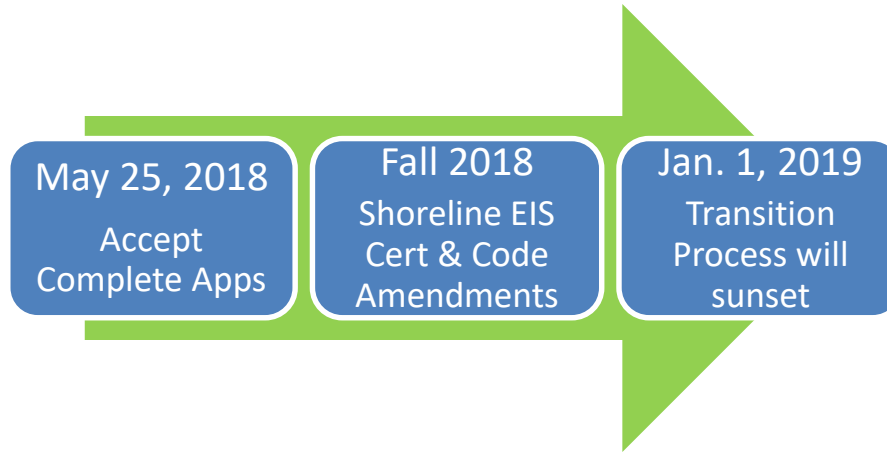 May 25, 2018
Accept
Complete Apps
Fall 2018
Shoreline EIS
Cert & Code
Amendments
Jan. 1, 2019
Transition
Process will
sunset